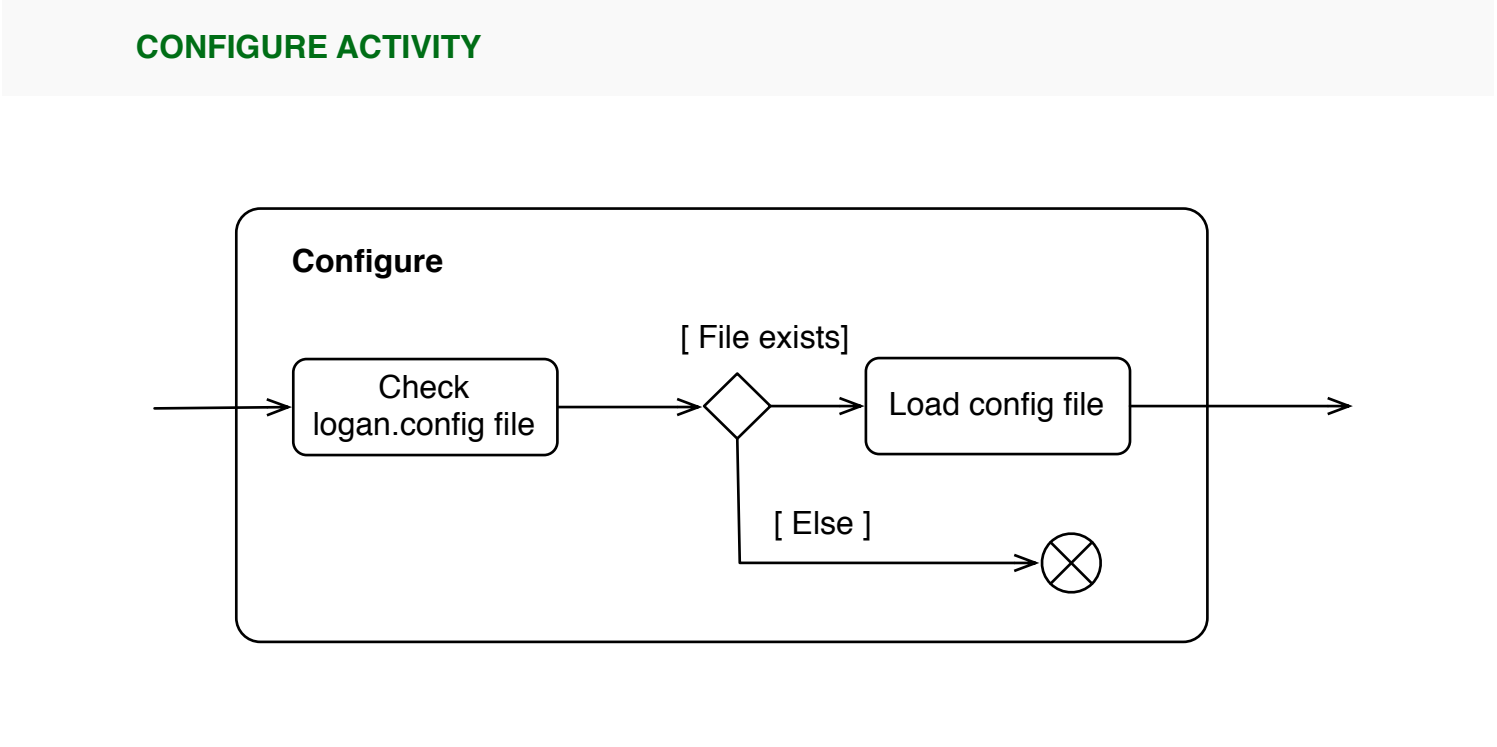 CONFIGURE ACTIVITY
Configure
[ File exists]
Check
logan.config file
Load config file
[ Else ]